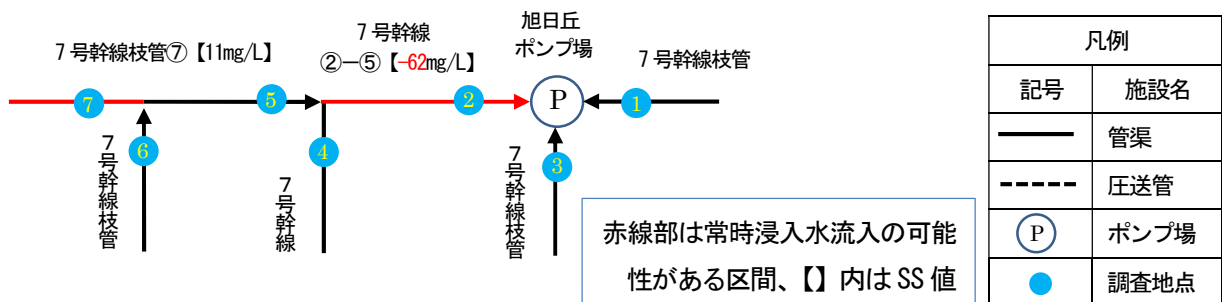 7号幹線枝管⑦【11mg/L】
7号幹線
②－⑤【-62mg/L】
旭日丘
ポンプ場
7号幹線枝管
7
5
2
P
1
6
4
3
7号幹線枝管
7号幹線
7号幹線枝管
赤線部は常時浸入水流入の可能
性がある区間、【】内はSS値
凡例
記号 施設名
管渠
圧送管
P ポンプ場
調査地点